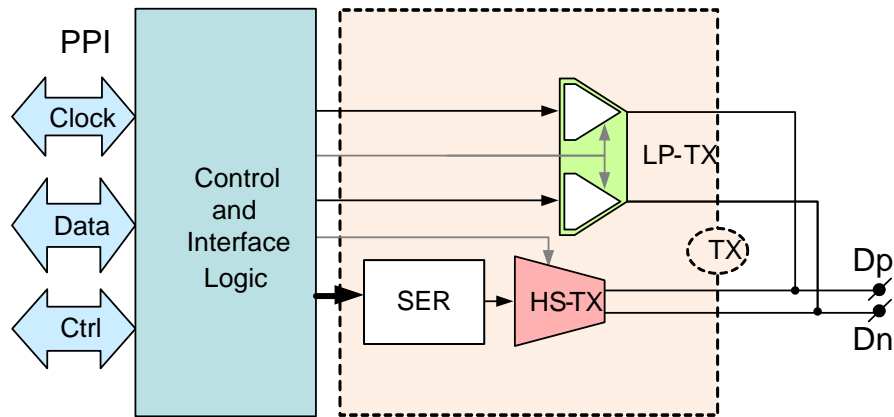 PPI
Clock
Data
Ctrl
Control
and
Interface
Logic
LP-TX
TX
SER
HS-TX
Dp
Dn